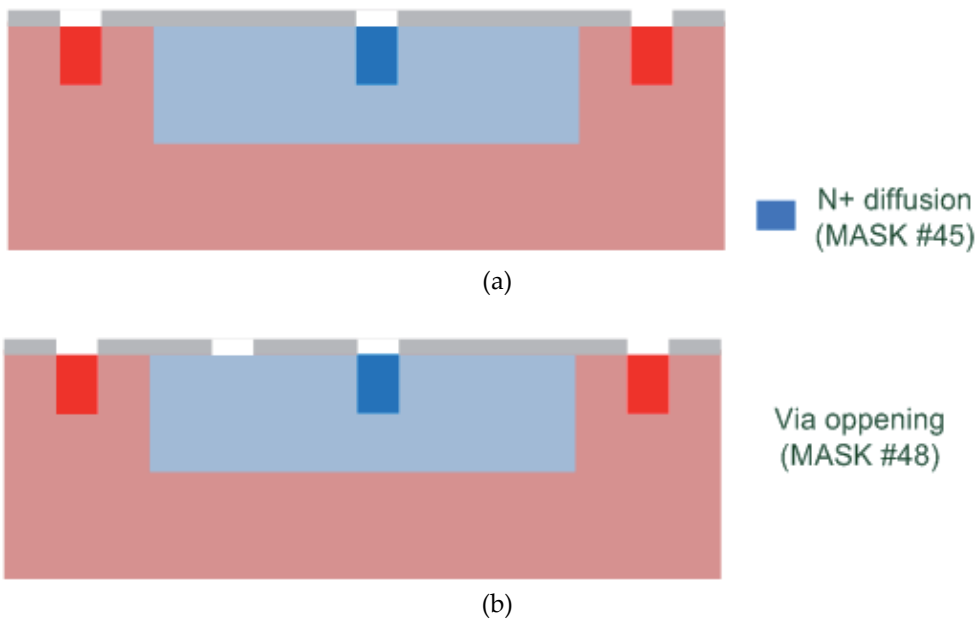 N+ diffusion
(MASK #45)
(a)
Via oppening
(MASK #48)
(b)